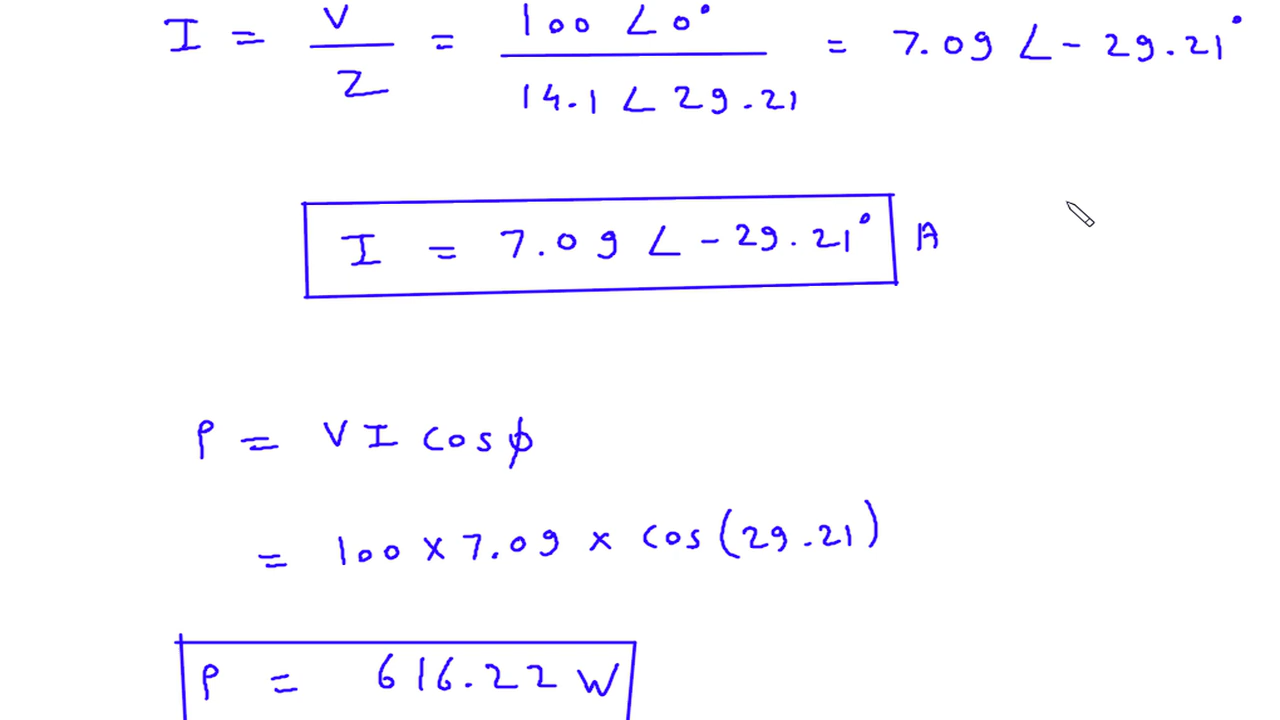 I = V/Z = 100 ∠0° / 14.1 ∠29.21 = 7.09 ∠-29.21°
I = 7.09 ∠-29.21° A
P = VI cosϕ
= 100 × 7.09 × cos(29.21)
P = 616.22 W